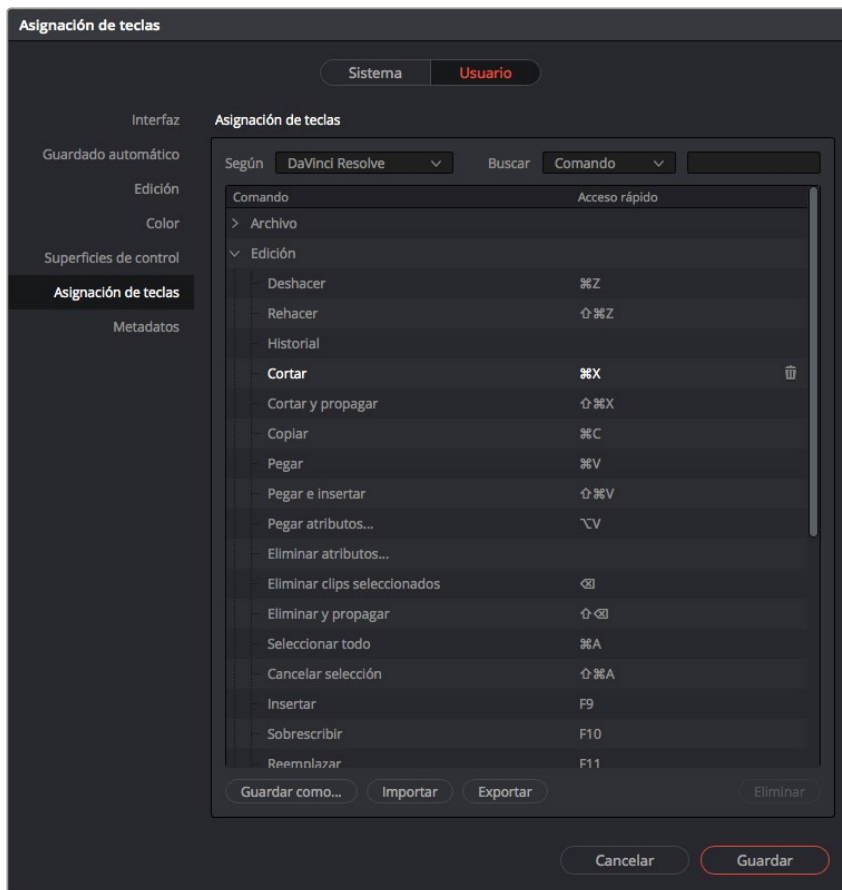 Asignación de teclas
Sistema Usuario
Interfaz
Guardado automático
Edición
Color
Superficies de control
Asignación de teclas
Metadatos
Asignación de teclas
Según DaVinci Resolve Buscar Comando
Comando Acceso rápido
Archivo
Edición
Deshacer ⌘Z
Rehacer ⇧⌘Z
Historial
Cortar ⌘X
Cortar y propagar ⇧⌘X
Copiar ⌘C
Pegar ⌘V
Pegar e insertar ⇧⌘V
Pegar atributos... ⌥V
Eliminar atributos...
Eliminar clips seleccionados ⌫
Eliminar y propagar ⇧⌫
Seleccionar todo ⌘A
Cancelar selección ⇧⌘A
Insertar F9
Sobrescribir F10
Reemplazar F11
Guardar como... Importar Exportar Eliminar
Cancelar Guardar